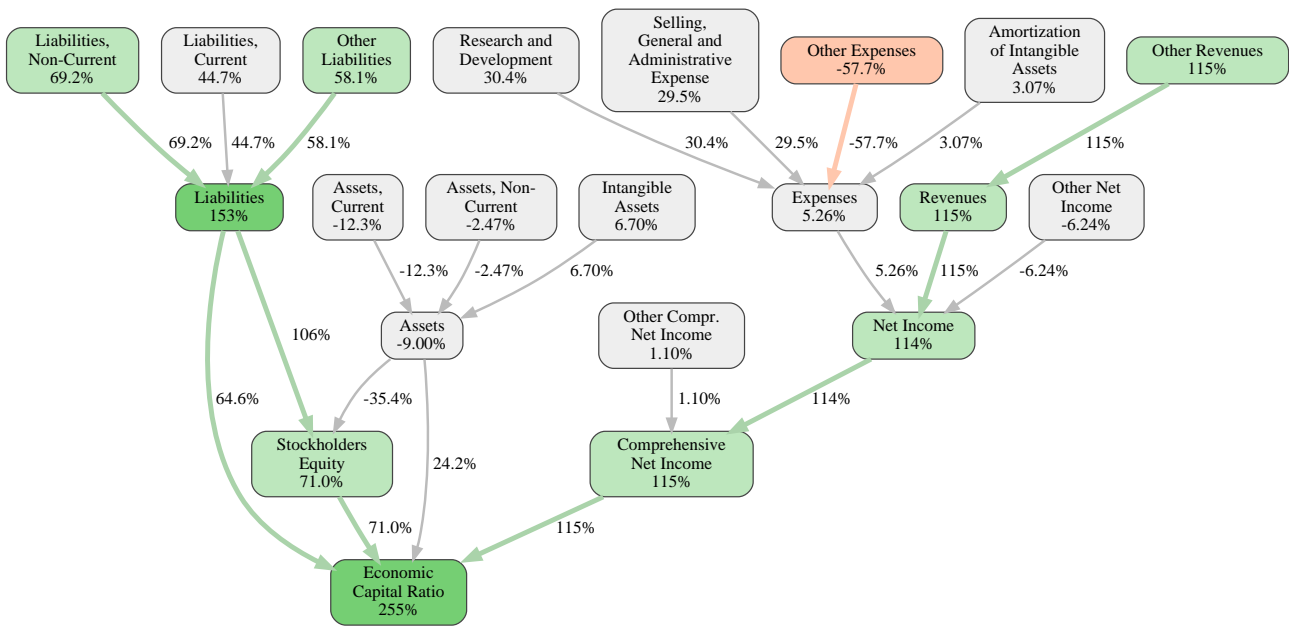 Liabilities,
Non-Current
69.2%
Liabilities,
Current
44.7%
Other
Liabilities
58.1%
Research and
Development
30.4%
Selling,
General and
Administrative
Expense
29.5%
Other Expenses
-57.7%
Amortization
of Intangible
Assets
3.07%
Other Revenues
115%
69.2%
44.7%
58.1%
30.4%
29.5%
-57.7%
3.07%
115%
Liabilities
153%
Assets,
Current
-12.3%
Assets, Non-
Current
-2.47%
Intangible
Assets
6.70%
Expenses
5.26%
Revenues
115%
Other Net
Income
-6.24%
-12.3%
-2.47%
6.70%
5.26%
115%
-6.24%
106%
Assets
-9.00%
Other Compr.
Net Income
1.10%
Net Income
114%
64.6%
-35.4%
1.10%
114%
Stockholders
Equity
71.0%
24.2%
Comprehensive
Net Income
115%
71.0%
115%
Economic
Capital Ratio
255%